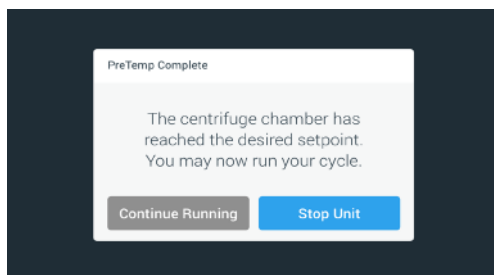 PreTemp Complete
The centrifuge chamber has
reached the desired setpoint.
You may now run your cycle.
Continue Running
Stop Unit